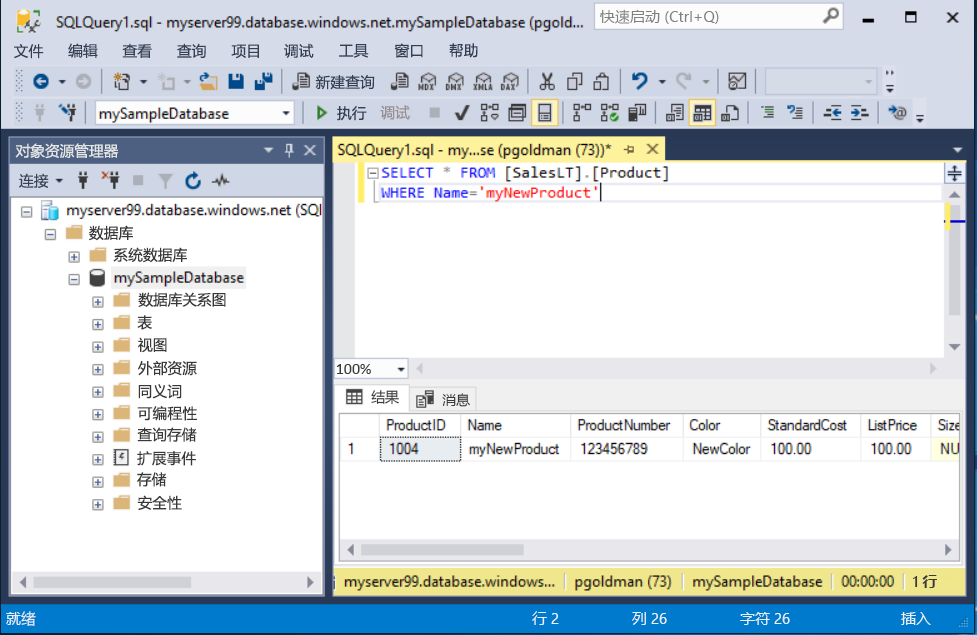 SQLQuery1.sql - myserver99.database.windows.net.mySampleDatabase (pgold...
快速启动 (Ctrl+Q)
文件 编辑 查看 查询 项目 调试 工具 窗口 帮助
新建查询 MDX DMX XMLA DAX
mySampleDatabase 执行 调试
对象资源管理器
连接
myserver99.database.windows.net (SQl
数据库
系统数据库
mySampleDatabase
数据库关系图
表
视图
外部资源
同义词
可编程性
查询存储
扩展事件
存储
安全性
SQLQuery1.sql - my...se (pgoldman (73))*
SELECT * FROM [SalesLT].[Product]
WHERE Name='myNewProduct'
100%
结果 消息
ProductID Name ProductNumber Color StandardCost ListPrice Size
1 1004 myNewProduct 123456789 NewColor 100.00 100.00 NU
myserver99.database.windows... pgoldman (73) mySampleDatabase 00:00:00 1 行
就绪 行 2 列 26 字符 26 插入